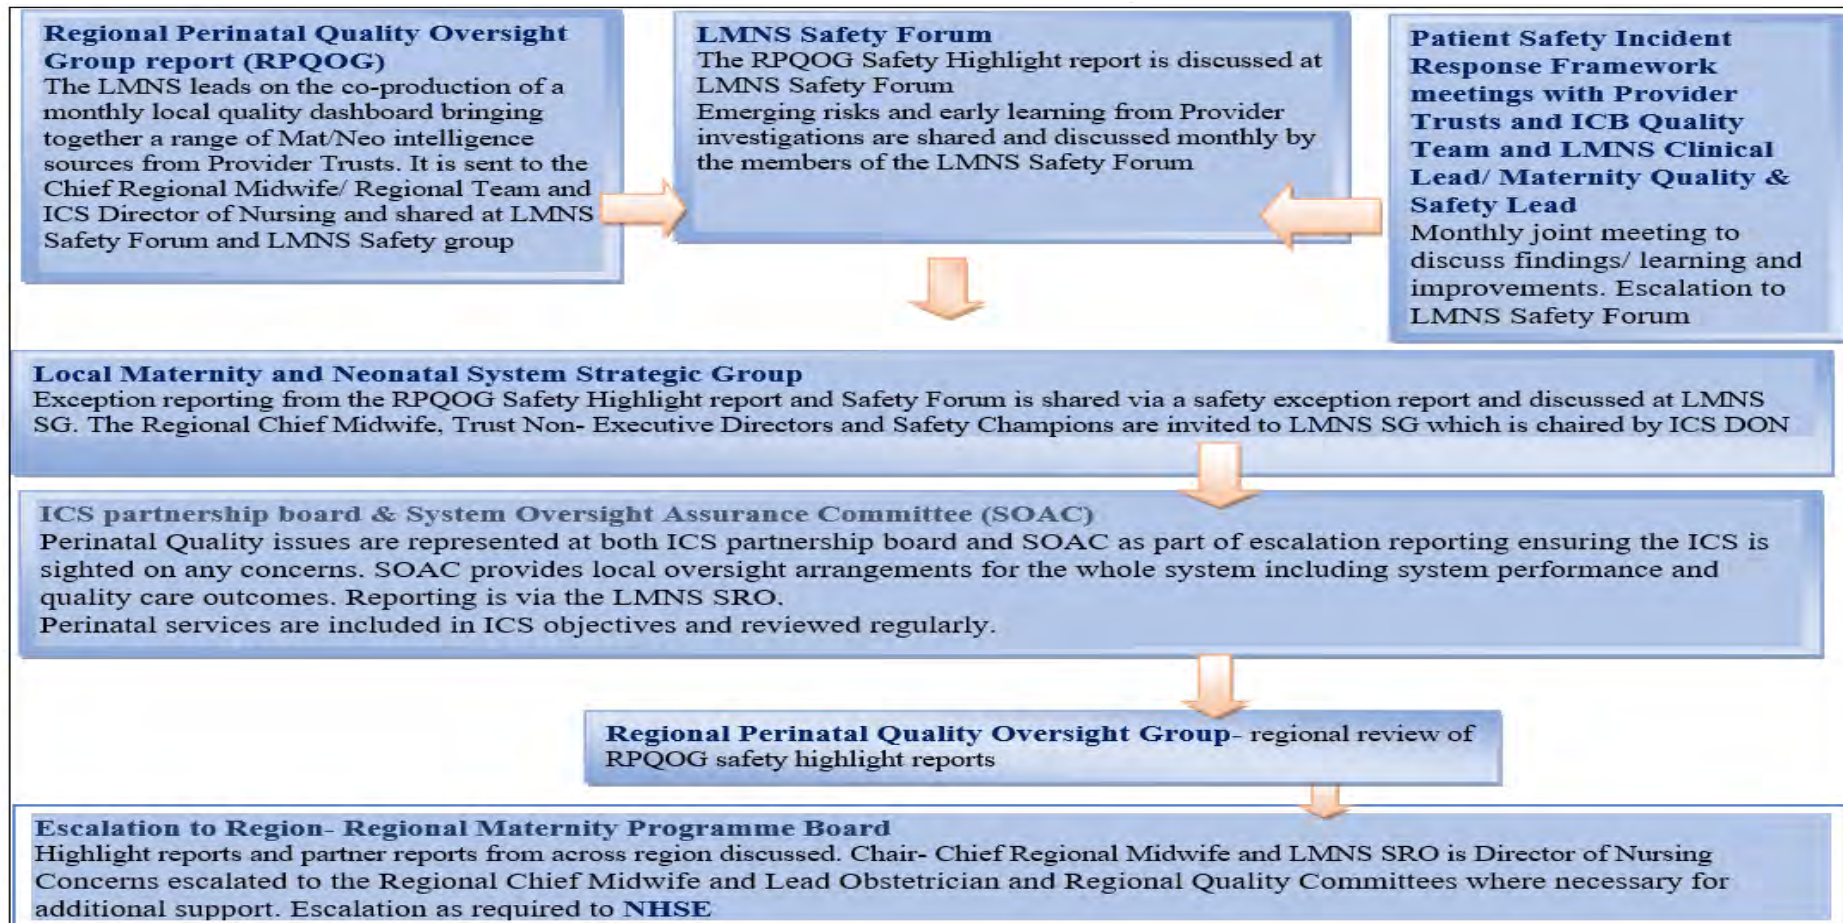 Regional Perinatal Quality Oversight
Group report (RPQOG)
The LMNS leads on the co-production of a
monthly local quality dashboard bringing
together a range of Mat/Neo intelligence
sources from Provider Trusts. It is sent to the
Chief Regional Midwife/ Regional Team and
ICS Director of Nursing and shared at LMNS
Safety Forum and LMNS Safety group
LMNS Safety Forum
The RPQOG Safety Highlight report is discussed at
LMNS Safety Forum
Emerging risks and early learning from Provider
investigations are shared and discussed monthly by
the members of the LMNS Safety Forum
Patient Safety Incident
Response Framework
meetings with Provider
Trusts and ICB Quality
Team and LMNS Clinical
Lead/ Maternity Quality &
Safety Lead
Monthly joint meeting to
discuss findings/ learning and
improvements. Escalation to
LMNS Safety Forum
Local Maternity and Neonatal System Strategic Group
Exception reporting from the RPQOG Safety Highlight report and Safety Forum is shared via a safety exception report and discussed at LMNS
SG. The Regional Chief Midwife, Trust Non- Executive Directors and Safety Champions are invited to LMNS SG which is chaired by ICS DON
ICS partnership board & System Oversight Assurance Committee (SOAC)
Perinatal Quality issues are represented at both ICS partnership board and SOAC as part of escalation reporting ensuring the ICS is
sighted on any concerns. SOAC provides local oversight arrangements for the whole system including system performance and
quality care outcomes. Reporting is via the LMNS SRO.
Perinatal services are included in ICS objectives and reviewed regularly.
Regional Perinatal Quality Oversight Group- regional review of
RPQOG safety highlight reports
Escalation to Region- Regional Maternity Programme Board
Highlight reports and partner reports from across region discussed. Chair- Chief Regional Midwife and LMNS SRO is Director of Nursing
Concerns escalated to the Regional Chief Midwife and Lead Obstetrician and Regional Quality Committees where necessary for
additional support. Escalation as required to NHSE